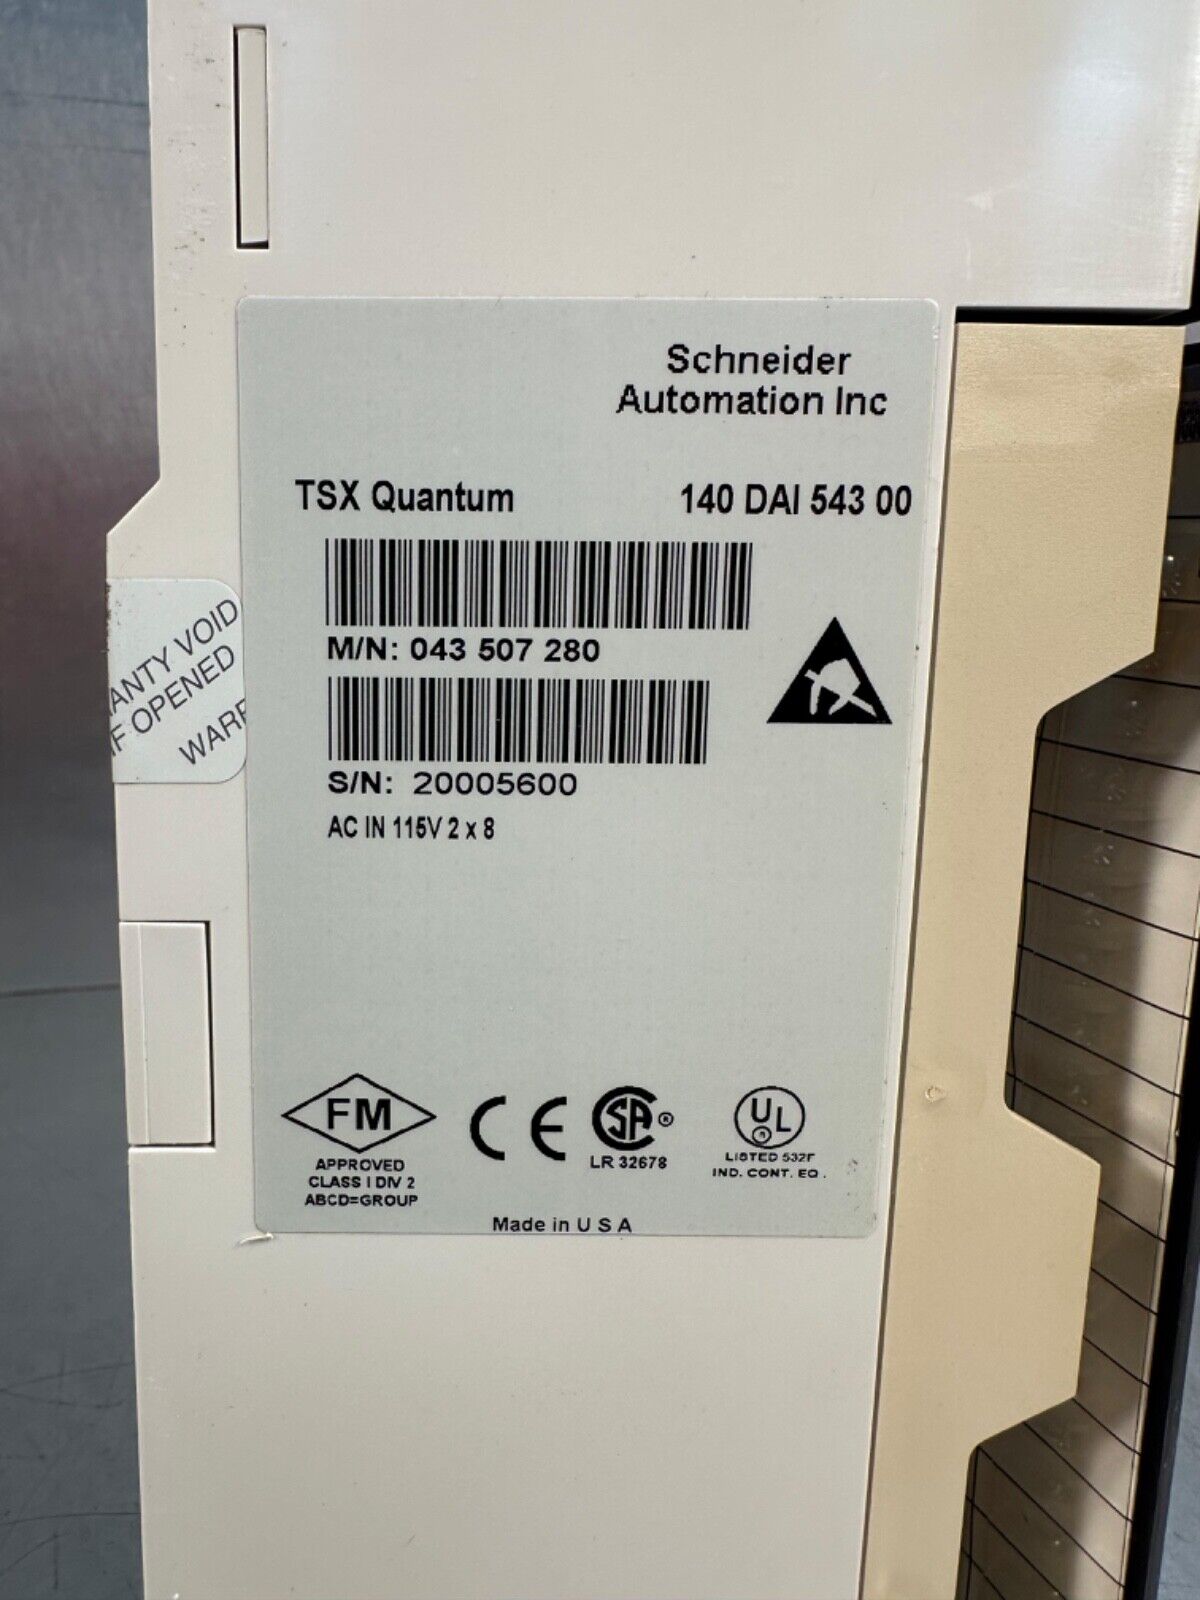 Schneider
Automation Inc
TSX Quantum 140 DAI 543 00
M/N: 043 507 280
S/N: 20005600
AC IN 115V 2 x 8
ANTY VOID
IF OPENED
WARR
FM
APPROVED
CLASS I DIV 2
ABCD=GROUP
CE
SA ®
LR 32678
UL
LISTED 532F
IND. CONT. EQ.
Made in U S A